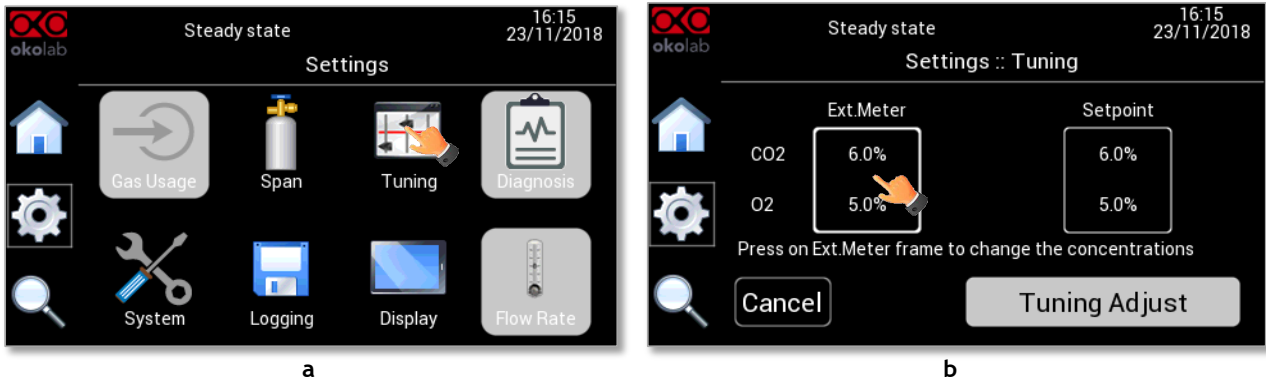 Steady state
16:15
23/11/2018
okolab
Settings
Gas Usage
Span
Tuning
Diagnosis
System
Logging
Display
Flow Rate
a
Steady state
16:15
23/11/2018
okolab
Settings :: Tuning
Ext.Meter
Setpoint
CO2 6.0% 6.0%
O2 5.0% 5.0%
Press on Ext.Meter frame to change the concentrations
Cancel
Tuning Adjust
b